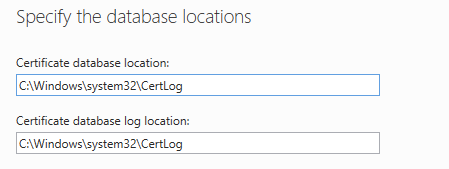 Specify the database locations
Certificate database location:
C:\Windows\system32\CertLog
Certificate database log location:
C:\Windows\system32\CertLog